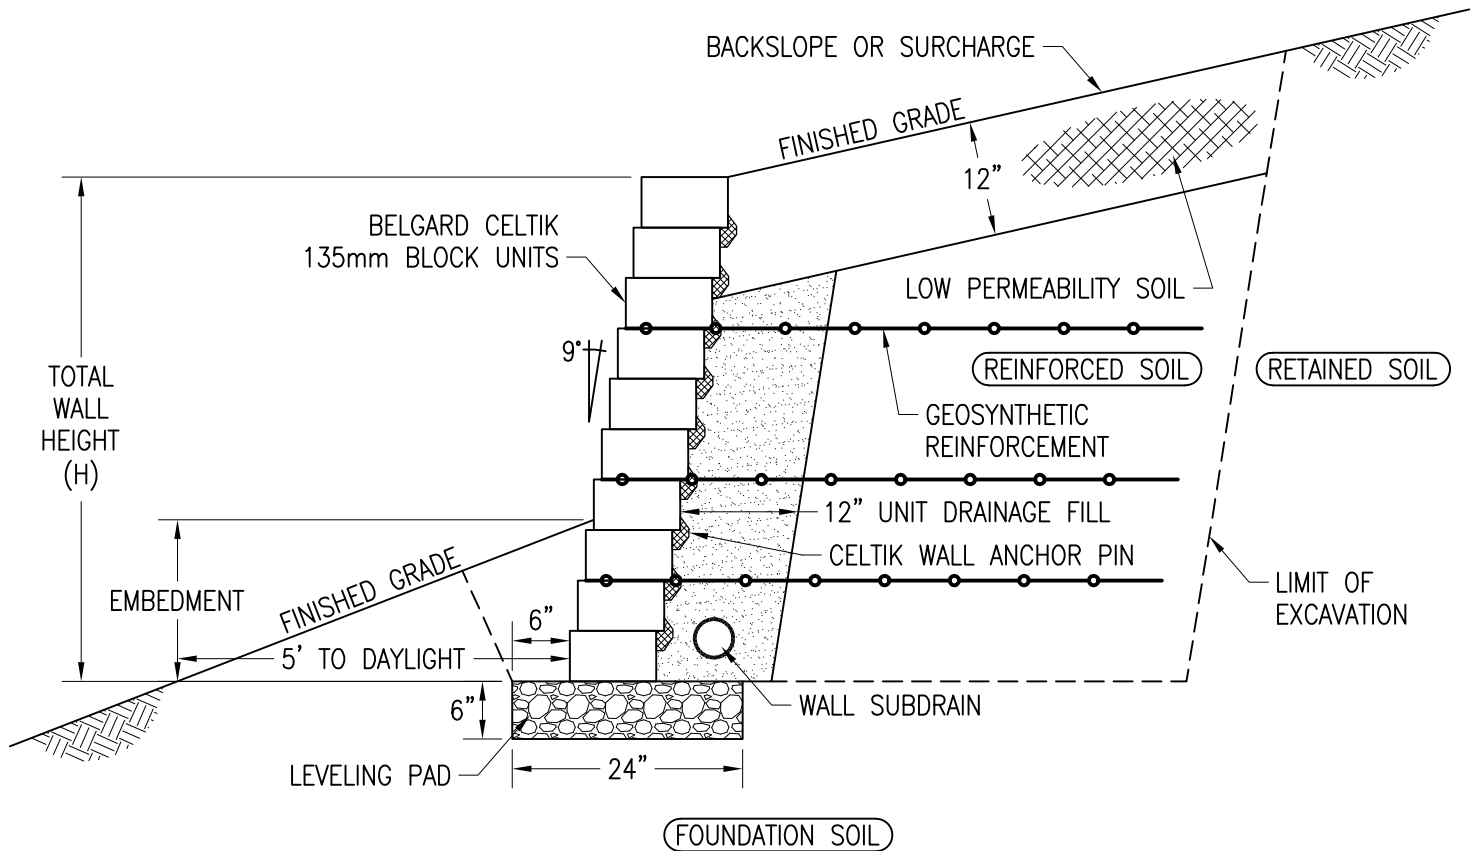 BACKSLOPE OR SURCHARGE
FINISHED GRADE
12”
BELGARD CELTIK
135mm BLOCK UNITS
LOW PERMEABILITY SOIL
9°
REINFORCED SOIL
RETAINED SOIL
TOTAL
WALL
HEIGHT
(H)
GEOSYNTHETIC
REINFORCEMENT
12” UNIT DRAINAGE FILL
CELTIK WALL ANCHOR PIN
FINISHED GRADE
EMBEDMENT
LIMIT OF
EXCAVATION
6”
5’ TO DAYLIGHT
6”
WALL SUBDRAIN
LEVELING PAD
24”
FOUNDATION SOIL